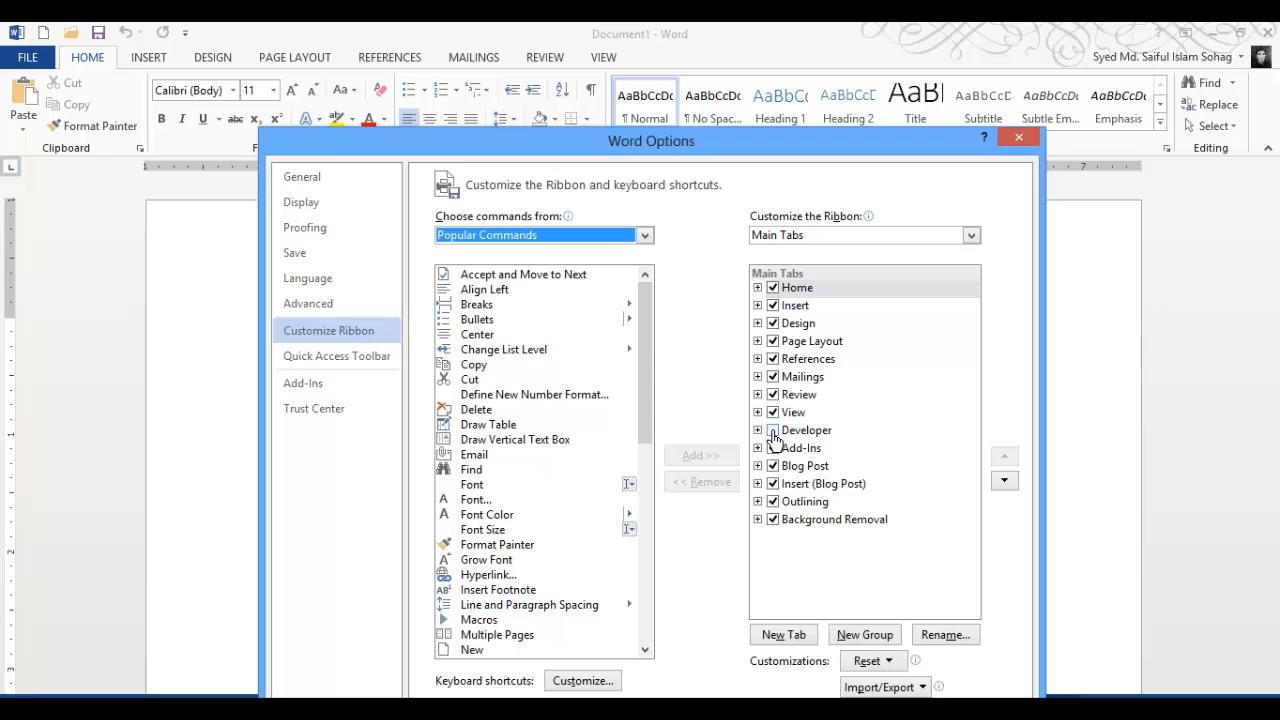 Document1 - Word
FILE HOME INSERT DESIGN PAGE LAYOUT REFERENCES MAILINGS REVIEW VIEW
Syed Md. Saiful Islam Sohag
Paste
Cut
Copy
Format Painter
Clipboard
Calibri (Body) 11
AaBbCcDc AaBbCcDc AaBbCc AaBbCcD AaBl AaBbCcD AaBbCcDc AaBbCcDc
¶ Normal ¶ No Spac... Heading 1 Heading 2 Title Subtitle Subtle Em... Emphasis
Find
Replace
Select
Editing
Word Options
General
Display
Proofing
Save
Language
Advanced
Customize Ribbon
Quick Access Toolbar
Add-Ins
Trust Center
Customize the Ribbon and keyboard shortcuts.
Choose commands from:
Popular Commands
Accept and Move to Next
Align Left
Breaks
Bullets
Center
Change List Level
Copy
Cut
Define New Number Format...
Delete
Draw Table
Draw Vertical Text Box
Email
Find
Font
Font...
Font Color
Font Size
Format Painter
Grow Font
Hyperlink...
Insert Footnote
Line and Paragraph Spacing
Macros
Multiple Pages
New
Keyboard shortcuts: Customize...
Add >>
<< Remove
Customize the Ribbon:
Main Tabs
Main Tabs
Home
Insert
Design
Page Layout
References
Mailings
Review
View
Developer
Add-Ins
Blog Post
Insert (Blog Post)
Outlining
Background Removal
New Tab New Group Rename...
Customizations: Reset
Import/Export